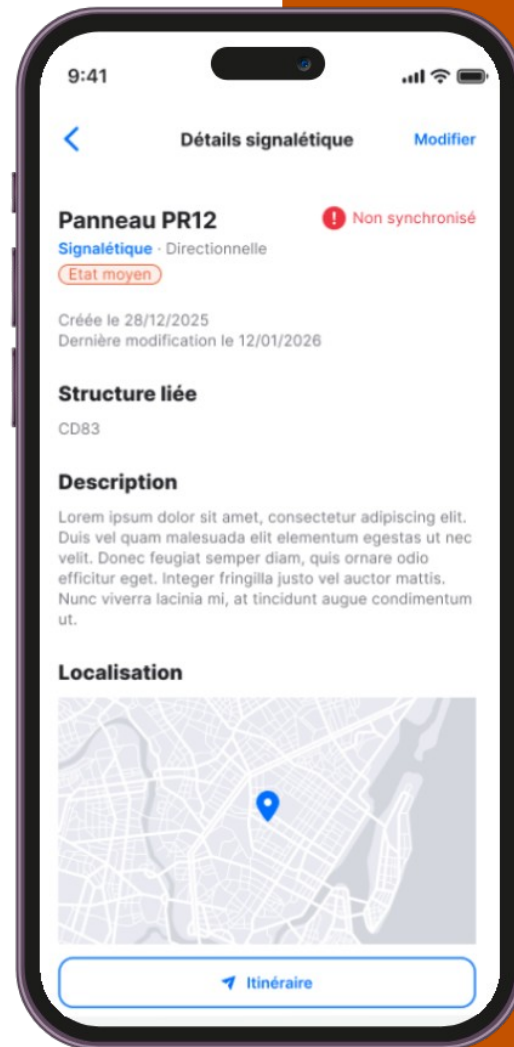 9:41
Détails signalétique
Modifier
Panneau PR12
Non synchronisé
Signalétique · Directionnelle
Etat moyen
Créée le 28/12/2025
Dernière modification le 12/01/2026
Structure liée
CD83
Description
Lorem ipsum dolor sit amet, consectetur adipiscing elit.
Duis vel quam malesuada elit elementum egestas ut nec
velit. Donec feugiat semper diam, quis ornare odio
efficitur eget. Integer fringilla justo vel auctor mattis.
Nunc viverra lacinia mi, at tincidunt augue condimentum
ut.
Localisation
Itinéraire